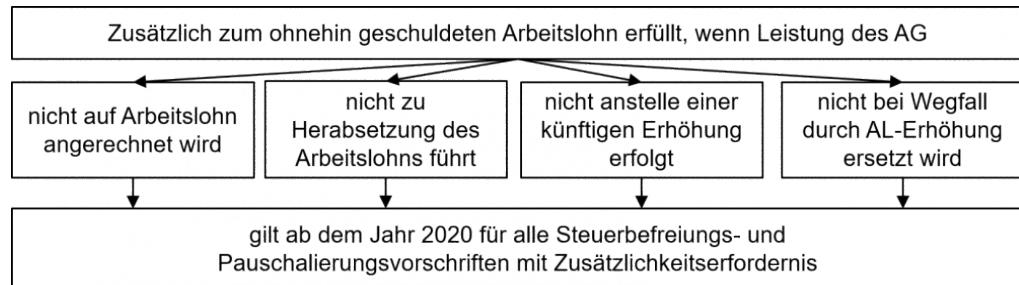 Zusätzlich zum ohnehin geschuldeten Arbeitslohn erfüllt, wenn Leistung des AG
nicht auf Arbeitslohn
angerechnet wird
nicht zu
Herabsetzung des
Arbeitslohns führt
nicht anstelle einer
künftigen Erhöhung
erfolgt
nicht bei Wegfall
durch AL-Erhöhung
ersetzt wird
gilt ab dem Jahr 2020 für alle Steuerbefreiungs- und
Pauschalierungsvorschriften mit Zusätzlichkeitserfordernis